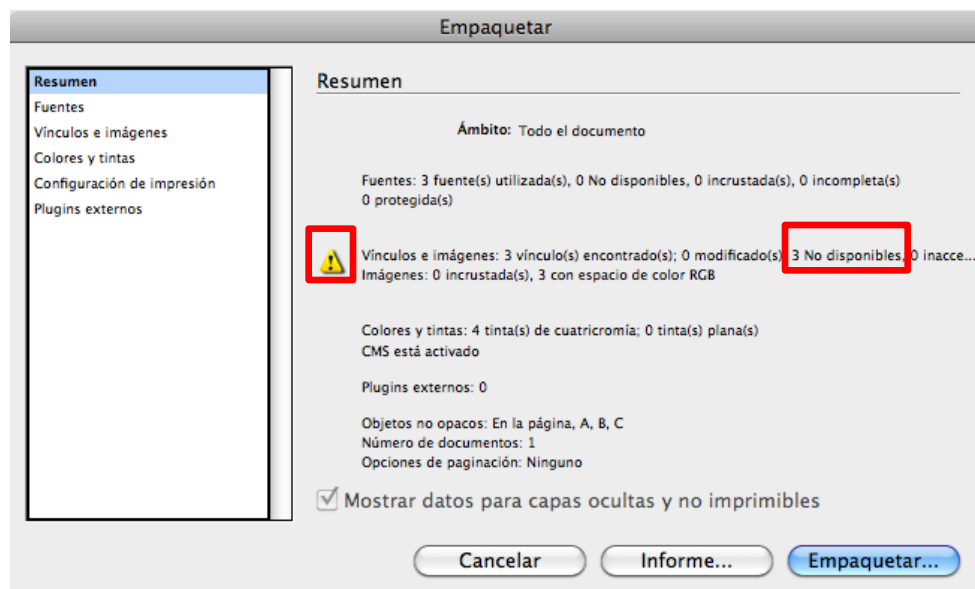 Empaquetar
Resumen
Fuentes
Vínculos e imágenes
Colores y tintas
Configuración de impresión
Plugins externos
Resumen
Ámbito: Todo el documento
Fuentes: 3 fuente(s) utilizada(s), 0 No disponibles, 0 incrustada(s), 0 incompleta(s)
0 protegida(s)
Vínculos e imágenes: 3 vínculo(s) encontrado(s); 0 modificado(s) 3 No disponibles, 0 inacce...
Imágenes: 0 incrustada(s), 3 con espacio de color RGB
Colores y tintas: 4 tinta(s) de cuatricromía; 0 tinta(s) plana(s)
CMS está activado
Plugins externos: 0
Objetos no opacos: En la página, A, B, C
Número de documentos: 1
Opciones de paginación: Ninguno
Mostrar datos para capas ocultas y no imprimibles
Cancelar
Informe...
Empaquetar...